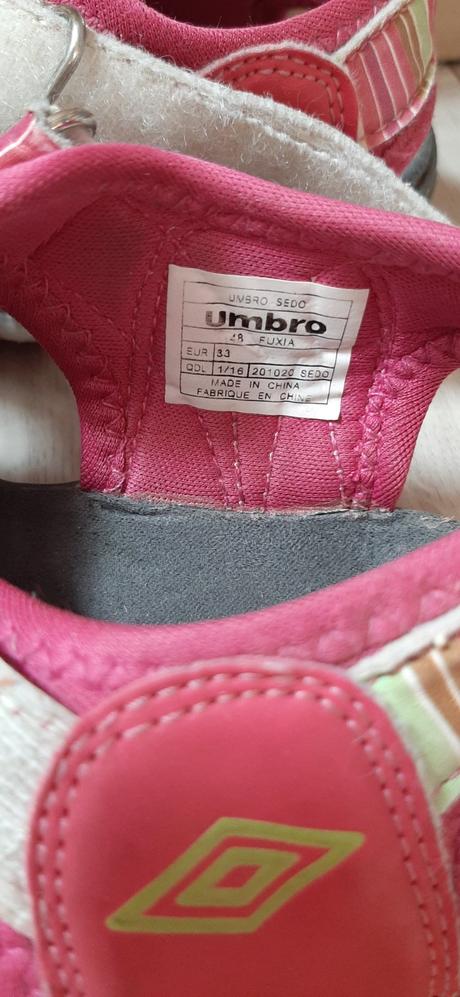 UMBRO SEDO
umbro
48 FUXIA
EUR 33
QDL 1/16 201020 SEDO
MADE IN CHINA
FABRIQUE EN CHINE